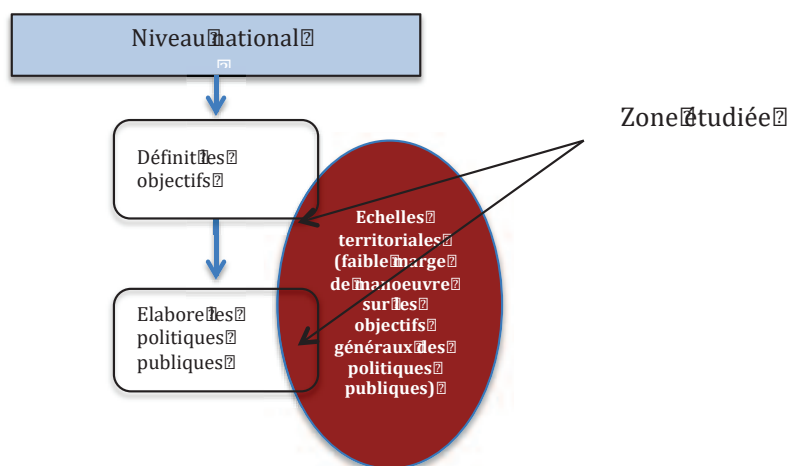 Niveau national
Zone étudiée
Définit les
objectifs
Echelles
territoriales
(faible marge
de manoeuvre
sur les
objectifs
généraux des
politiques
publiques)
Elabore les
politiques
publiques